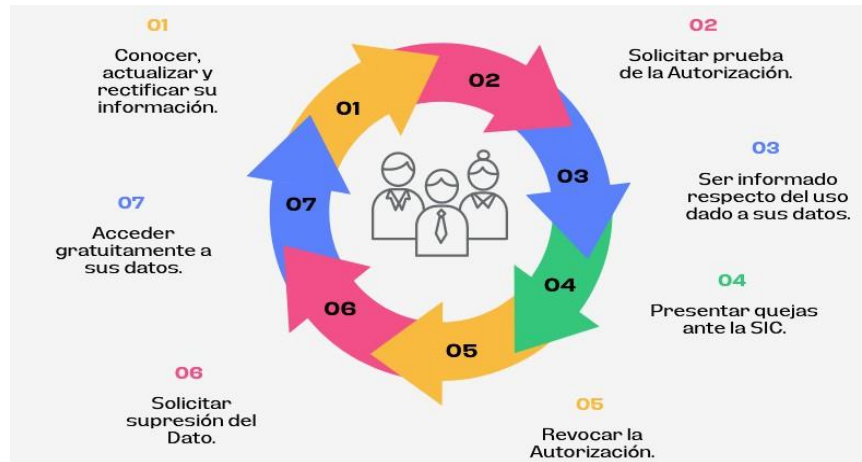 01
Conocer,
actualizar y
rectificar su
información.
02
Solicitar prueba
de la Autorización.
03
Ser informado
respecto del uso
dado a sus datos.
04
Presentar quejas
ante la SIC.
05
Revocar la
Autorización.
06
Solicitar
supresión del
Dato.
07
Acceder
gratuitamente a
sus datos.
01
02
03
04
05
06
07